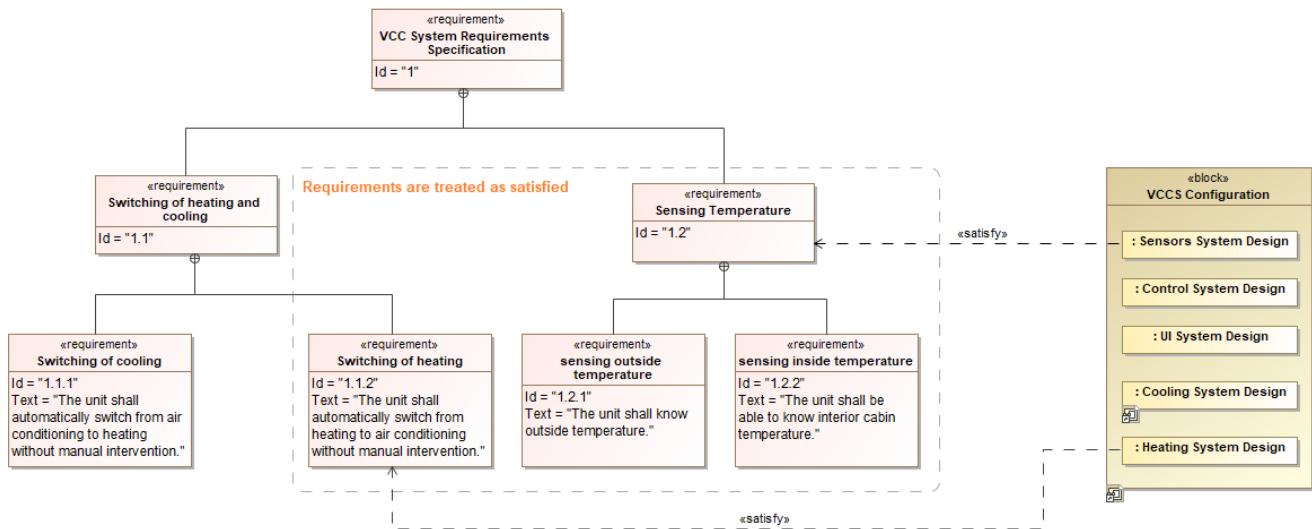 «requirement»
VCC System Requirements
Specification
Id = "1"
Requirements are treated as satisfied
«requirement»
Switching of heating and
cooling
Id = "1.1"
«requirement»
Sensing Temperature
Id = "1.2"
«satisfy»
«block»
VCCS Configuration
: Sensors System Design
: Control System Design
: UI System Design
: Cooling System Design
: Heating System Design
«requirement»
Switching of cooling
Id = "1.1.1"
Text = "The unit shall
automatically switch from air
conditioning to heating
without manual intervention."
«requirement»
Switching of heating
Id = "1.1.2"
Text = "The unit shall
automatically switch from
heating to air conditioning
without manual intervention."
«requirement»
sensing outside
temperature
Id = "1.2.1"
Text = "The unit shall know
outside temperature."
«requirement»
sensing inside temperature
Id = "1.2.2"
Text = "The unit shall be
able to know interior cabin
temperature."
«satisfy»